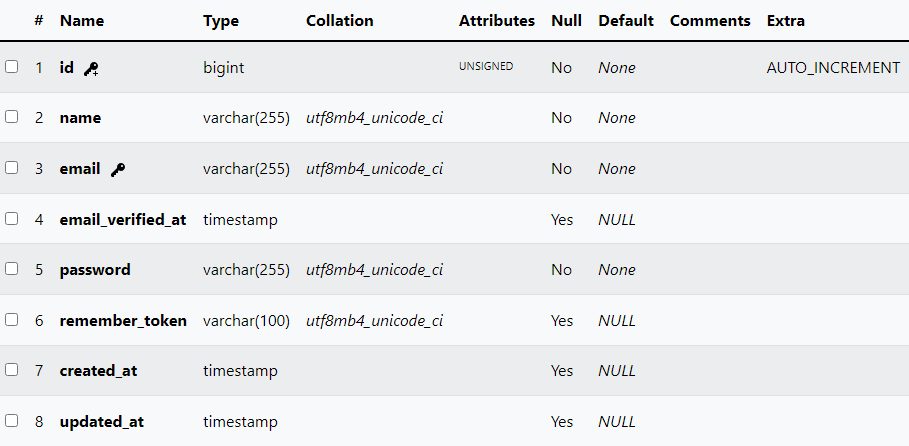 # Name Type Collation Attributes Null Default Comments Extra
1 id bigint UNSIGNED No None AUTO_INCREMENT
2 name varchar(255) utf8mb4_unicode_ci No None
3 email varchar(255) utf8mb4_unicode_ci No None
4 email_verified_at timestamp Yes NULL
5 password varchar(255) utf8mb4_unicode_ci No None
6 remember_token varchar(100) utf8mb4_unicode_ci Yes NULL
7 created_at timestamp Yes NULL
8 updated_at timestamp Yes NULL